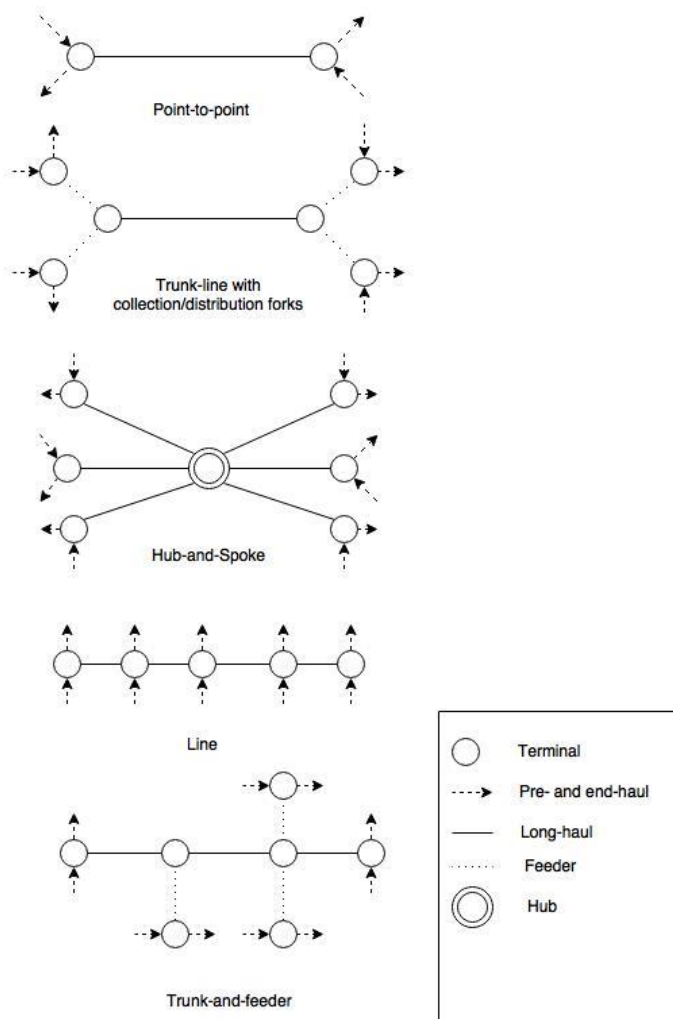 Point-to-point
Trunk-line with
collection/distribution forks
Hub-and-Spoke
Line
Trunk-and-feeder
Terminal
Pre- and end-haul
Long-haul
Feeder
Hub